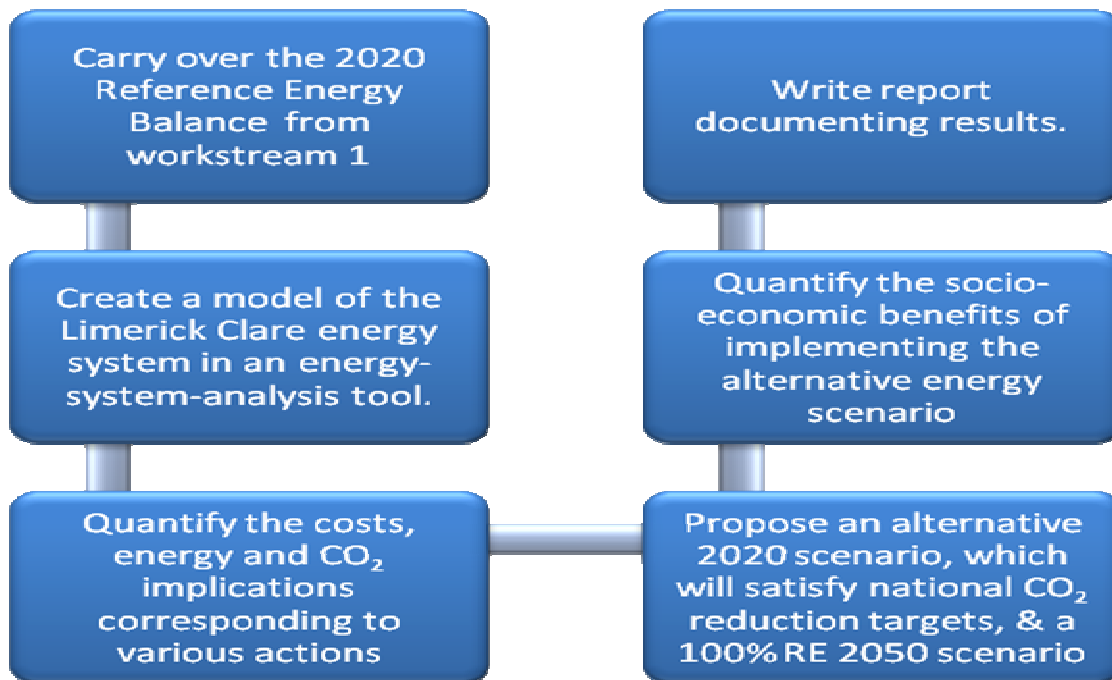 Carry over the 2020
Reference Energy
Balance from
workstream 1
Create a model of the
Limerick Clare energy
system in an energy-
system-analysis tool.
Quantify the costs,
energy and CO₂
implications
corresponding to
various actions
Propose an alternative
2020 scenario, which
will satisfy national CO₂
reduction targets, & a
100% RE 2050 scenario
Quantify the socio-
economic benefits of
implementing the
alternative energy
scenario
Write report
documenting results.